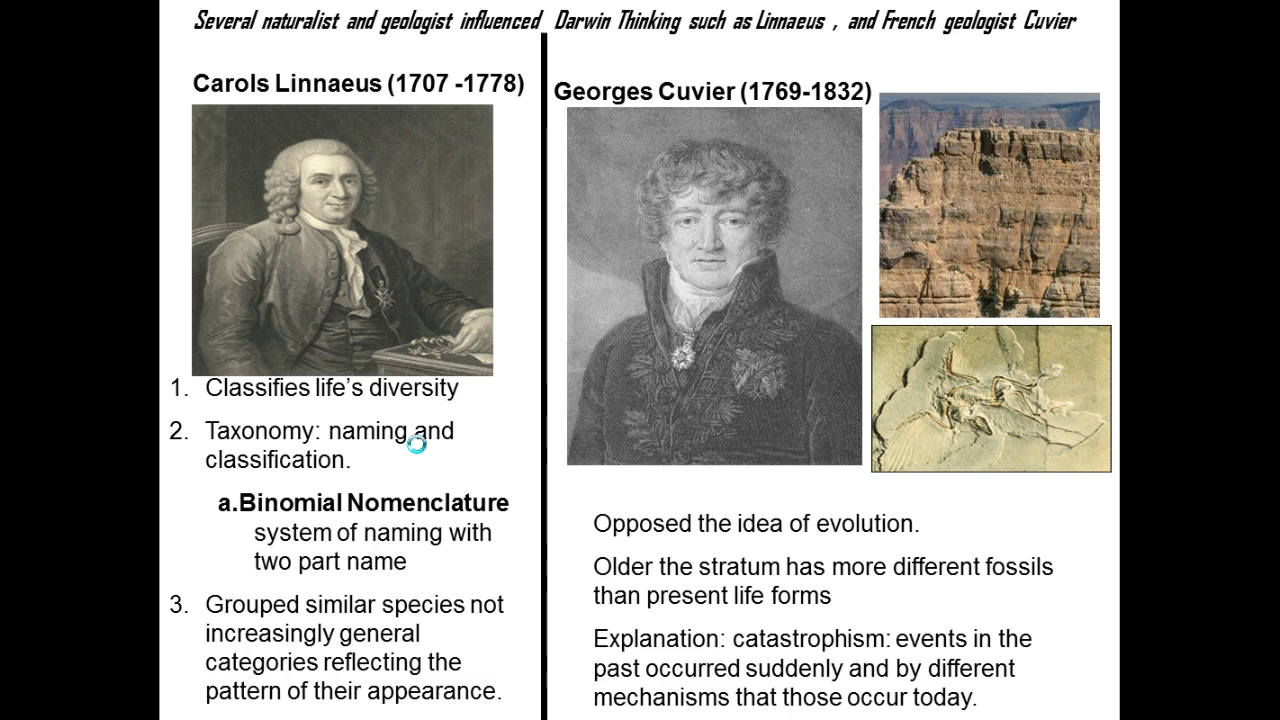 Several naturalist and geologist influenced Darwin Thinking such as Linnaeus , and French geologist Cuvier
Carols Linnaeus (1707 -1778)
1. Classifies life's diversity
2. Taxonomy: naming and
classification.
a.Binomial Nomenclature
system of naming with
two part name
3. Grouped similar species not
increasingly general
categories reflecting the
pattern of their appearance.
Georges Cuvier (1769-1832)
Opposed the idea of evolution.
Older the stratum has more different fossils
than present life forms
Explanation: catastrophism: events in the
past occurred suddenly and by different
mechanisms that those occur today.